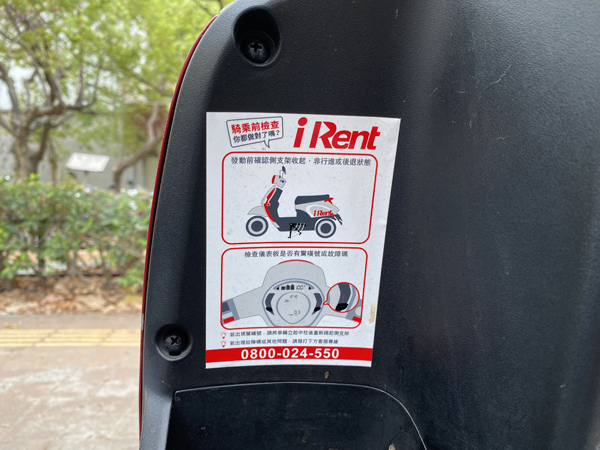 騎乘前檢查
你都做對了嗎?
iRent
發動前確認側支架收起,非行進或後退狀態
iRent
檢查儀表板是否有驚嘆號或故障碼
0800-024-550